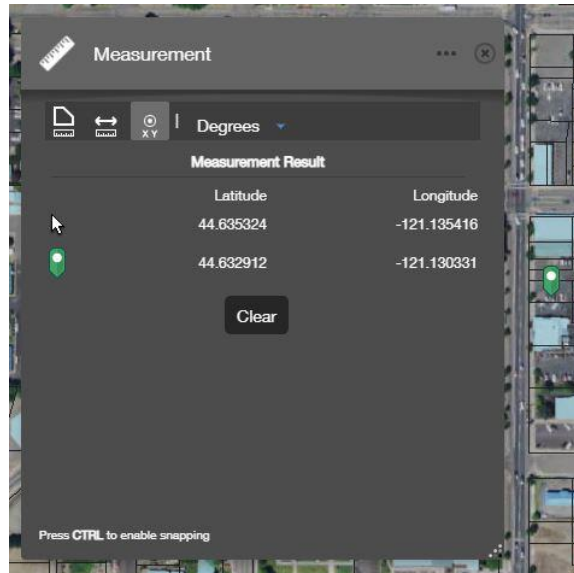 Measurement
X Y
Degrees
Measurement Result
Latitude Longitude
44.635324 -121.135416
44.632912 -121.130331
Clear
Press CTRL to enable snapping